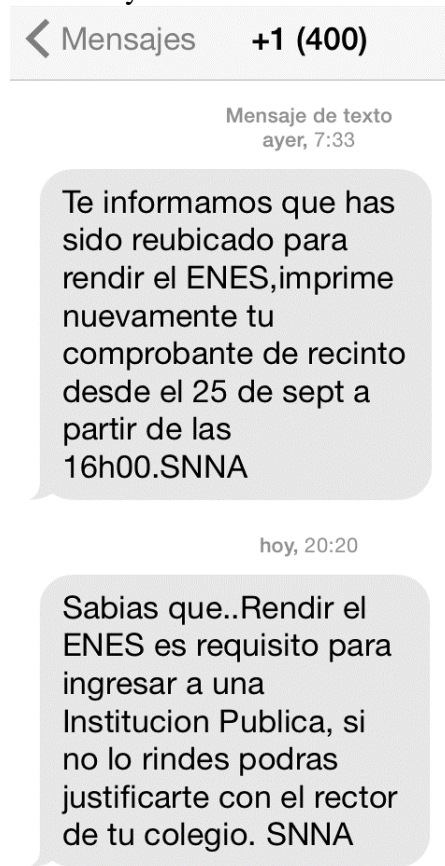 Mensajes +1 (400)
Mensaje de texto
ayer, 7:33
Te informamos que has
sido reubicado para
rendir el ENES,imprime
nuevamente tu
comprobante de recinto
desde el 25 de sept a
partir de las
16h00.SNNA
hoy, 20:20
Sabias que..Rendir el
ENES es requisito para
ingresar a una
Institucion Publica, si
no lo rindes podras
justificarte con el rector
de tu colegio. SNNA